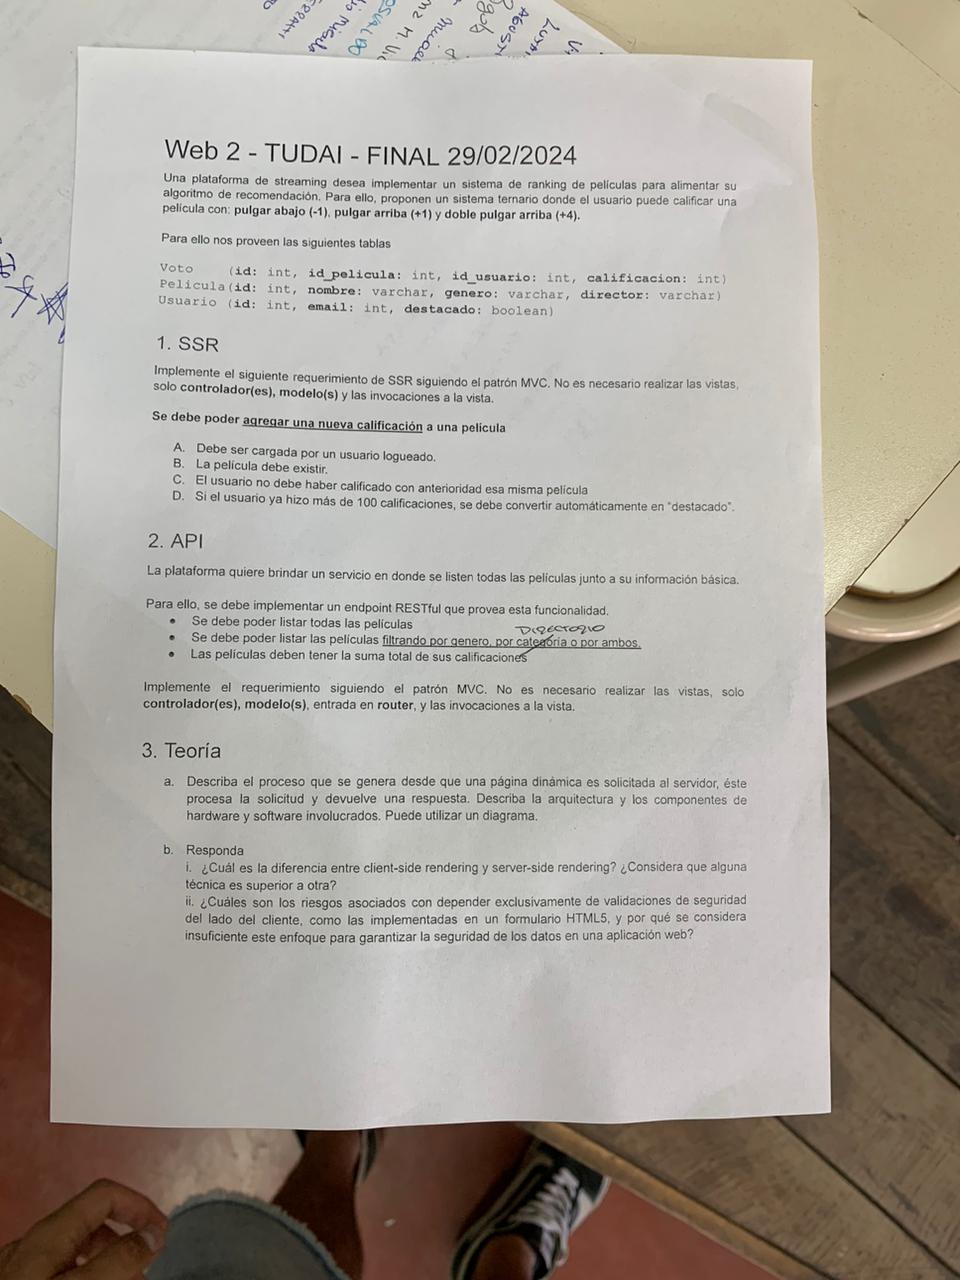 Web 2 - TUDAI - FINAL 29/02/2024
Una plataforma de streaming desea implementar un sistema de ranking de películas para alimentar su
algoritmo de recomendación. Para ello, proponen un sistema ternario donde el usuario puede calificar una
película con: pulgar abajo (-1), pulgar arriba (+1) y doble pulgar arriba (+4).
Para ello nos proveen las siguientes tablas
Voto (id: int, id_pelicula: int, id_usuario: int, calificacion: int)
Pelicula (id: int, nombre: varchar, genero: varchar, director: varchar)
Usuario (id: int, email: int, destacado: boolean)
1. SSR
Implemente el siguiente requerimiento de SSR siguiendo el patrón MVC. No es necesario realizar las vistas,
solo controlador(es), modelo(s) y las invocaciones a la vista.
Se debe poder agregar una nueva calificación a una película
A. Debe ser cargada por un usuario logueado.
B. La película debe existir.
C. El usuario no debe haber calificado con anterioridad esa misma película
D. Si el usuario ya hizo más de 100 calificaciones, se debe convertir automáticamente en "destacado".
2. API
La plataforma quiere brindar un servicio en donde se listen todas las películas junto a su información básica.
Para ello, se debe implementar un endpoint RESTful que provea esta funcionalidad.
• Se debe poder listar todas las películas
DIRECTORIO
• Se debe poder listar las películas filtrando por genero, por categoría o por ambos.
• Las películas deben tener la suma total de sus calificaciones
Implemente el requerimiento siguiendo el patrón MVC. No es necesario realizar las vistas, solo
controlador(es), modelo(s), entrada en router, y las invocaciones a la vista.
3. Teoría
a. Describa el proceso que se genera desde que una página dinámica es solicitada al servidor, éste
procesa la solicitud y devuelve una respuesta. Describa la arquitectura y los componentes de
hardware y software involucrados. Puede utilizar un diagrama.
b. Responda
i. ¿Cuál es la diferencia entre client-side rendering y server-side rendering? ¿Considera que alguna
técnica es superior a otra?
ii. ¿Cuáles son los riesgos asociados con depender exclusivamente de validaciones de seguridad
del lado del cliente, como las implementadas en un formulario HTML5, y por qué se considera
insuficiente este enfoque para garantizar la seguridad de los datos en una aplicación web?